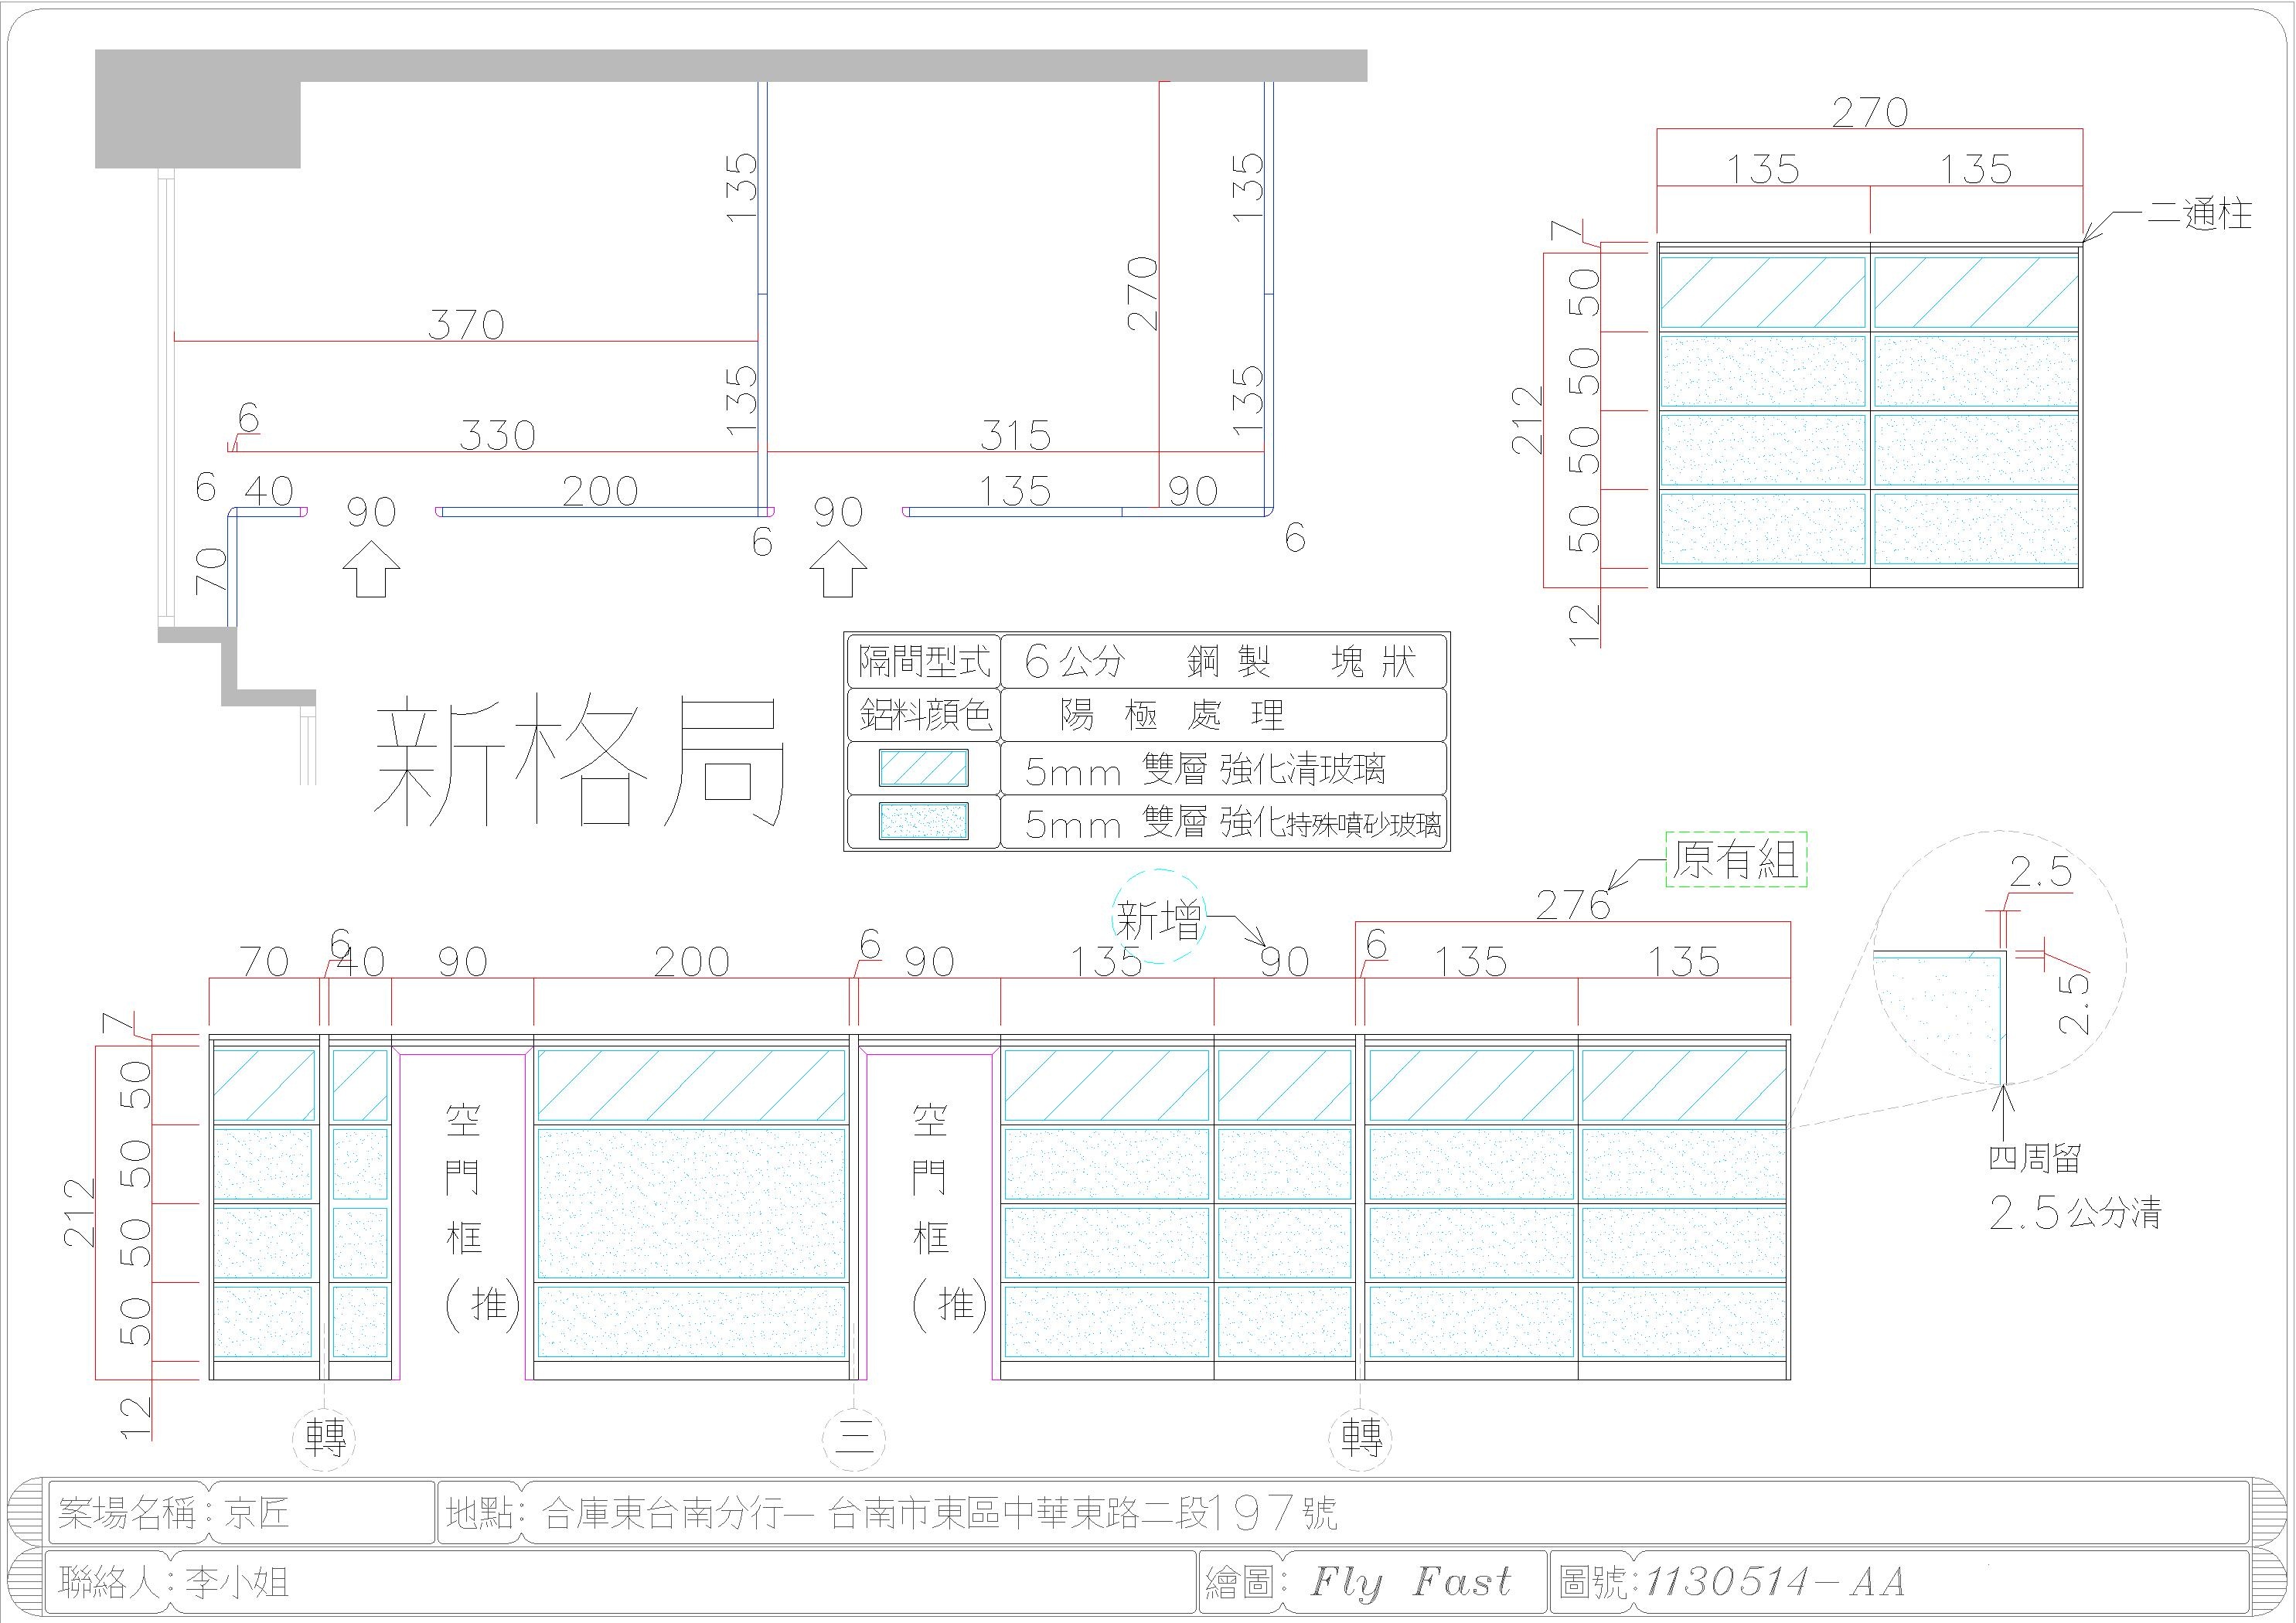 135
135
270
370
135
135
6
330
315
6
40
200
135
90
90
90
6
6
70
270
135
135
二通柱
7
50
50
50
50
212
12
新格局
隔間型式 6公分 鋼製 塊狀
鋁料顏色 陽極處理
5mm 雙層 強化清玻璃
5mm 雙層 強化特殊噴砂玻璃
原有組
276
新增
70
6
40
90
200
6
90
135
90
6
135
135
2.5
2.5
四周留
2.5公分清
7
50
50
50
50
212
12
空門框(推)
空門框(推)
轉
三
轉
案場名稱:京匠
地點: 合庫東台南分行— 台南市東區中華東路二段197號
聯絡人:李小姐
繪圖: Fly Fast
圖號:1130514-AA